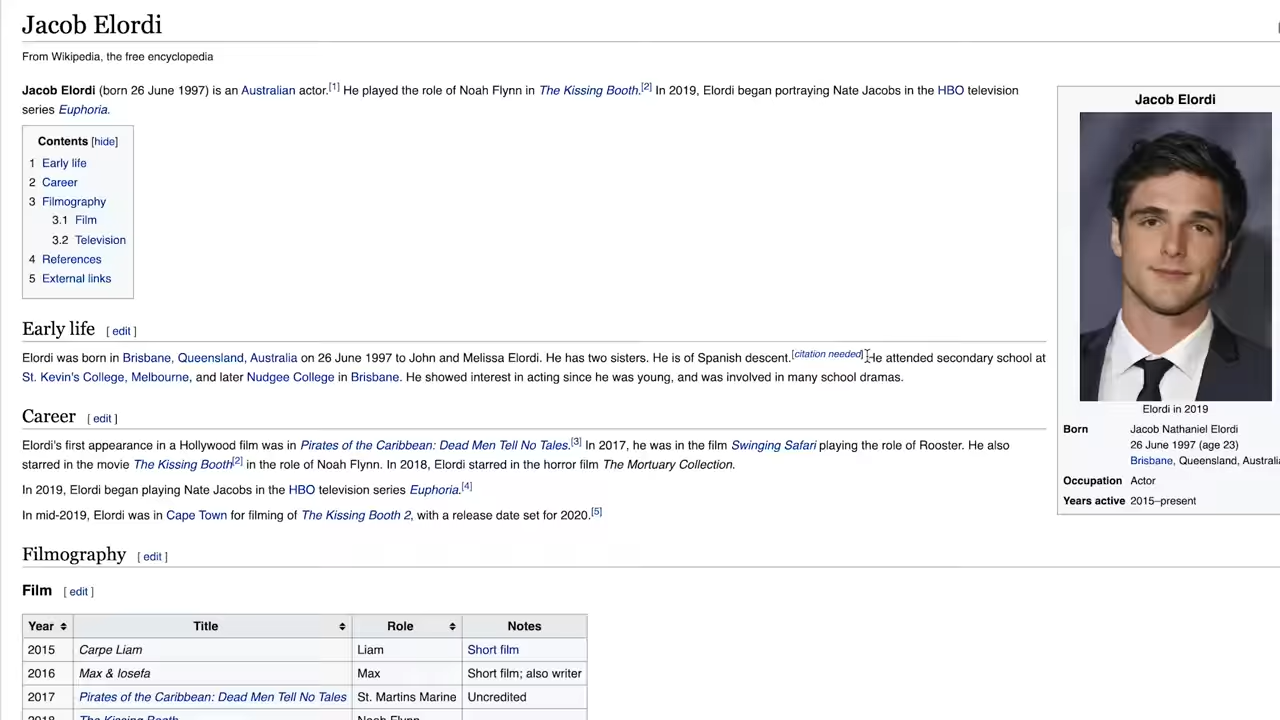 Jacob Elordi
From Wikipedia, the free encyclopedia
Jacob Elordi (born 26 June 1997) is an Australian actor.[1] He played the role of Noah Flynn in The Kissing Booth.[2] In 2019, Elordi began portraying Nate Jacobs in the HBO television
series Euphoria.
Contents [hide]
1 Early life
2 Career
3 Filmography
3.1 Film
3.2 Television
4 References
5 External links
Early life [ edit ]
Elordi was born in Brisbane, Queensland, Australia on 26 June 1997 to John and Melissa Elordi. He has two sisters. He is of Spanish descent.[citation needed] He attended secondary school at
St. Kevin's College, Melbourne, and later Nudgee College in Brisbane. He showed interest in acting since he was young, and was involved in many school dramas.
Career [ edit ]
Elordi's first appearance in a Hollywood film was in Pirates of the Caribbean: Dead Men Tell No Tales.[3] In 2017, he was in the film Swinging Safari playing the role of Rooster. He also
starred in the movie The Kissing Booth[2] in the role of Noah Flynn. In 2018, Elordi starred in the horror film The Mortuary Collection.
In 2019, Elordi began playing Nate Jacobs in the HBO television series Euphoria.[4]
In mid-2019, Elordi was in Cape Town for filming of The Kissing Booth 2, with a release date set for 2020.[5]
Jacob Elordi
Elordi in 2019
Born Jacob Nathaniel Elordi
26 June 1997 (age 23)
Brisbane, Queensland, Australia
Occupation Actor
Years active 2015–present
Filmography [ edit ]
Film [ edit ]
Year Title Role Notes
2015 Carpe Liam Liam Short film
2016 Max & Iosefa Max Short film; also writer
2017 Pirates of the Caribbean: Dead Men Tell No Tales St. Martins Marine Uncredited
2018 The Kissing Booth Noah Flynn